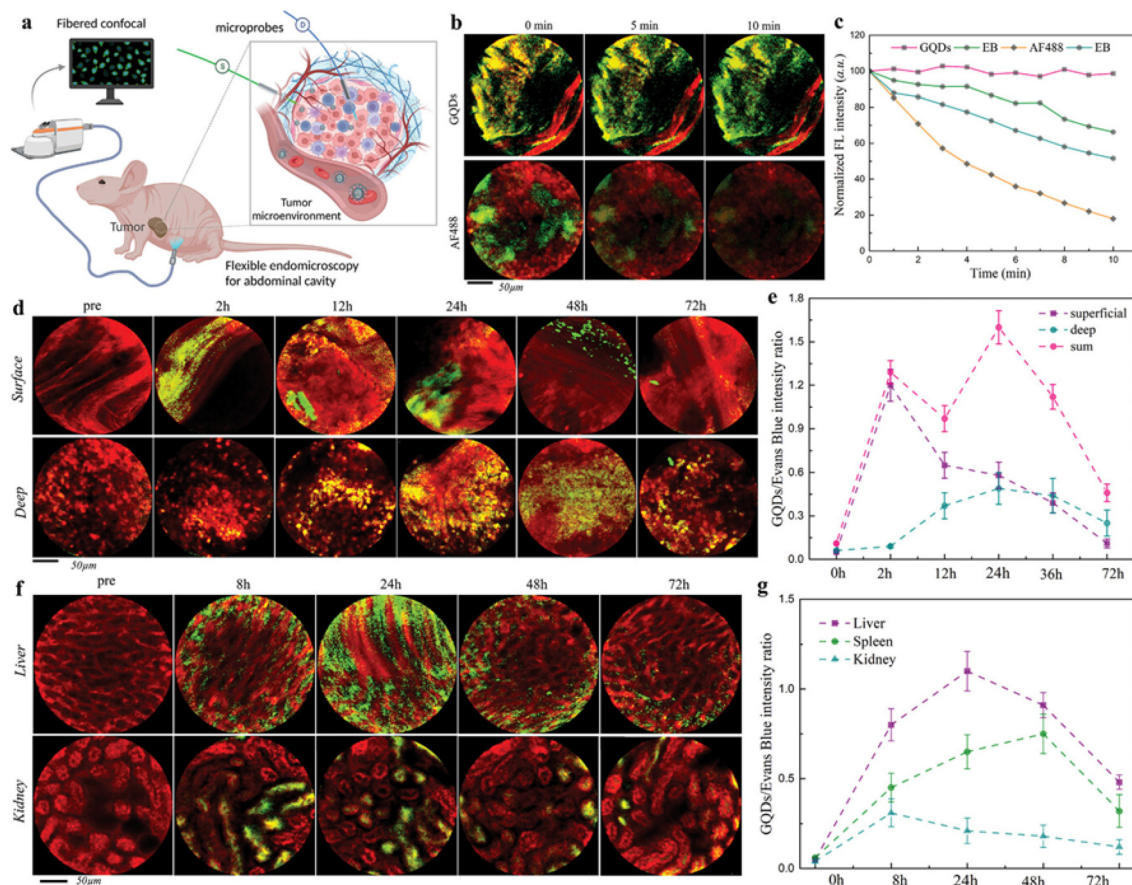 a
Fibered confocal
microprobes
D
S
Tumor
Tumor
microenvironment
Flexible endomicroscopy
for abdominal cavity
b
0 min
5 min
10 min
GQDs
AF488
50μm
c
GQDs
EB
AF488
EB
Normalized FL intensity (a.u.)
140
120
100
80
60
40
20
0
0
2
4
6
8
10
Time (min)
d
pre
2h
12h
24h
48h
72h
Surface
Deep
50μm
e
superficial
deep
sum
GQDs/Evans Blue intensity ratio
1.8
1.5
1.2
0.9
0.6
0.3
0.0
0h
2h
12h
24h
36h
72h
f
pre
8h
24h
48h
72h
Liver
Kidney
50μm
g
Liver
Spleen
Kidney
GQDs/Evans Blue intensity ratio
1.5
1.0
0.5
0.0
0h
8h
24h
48h
72h